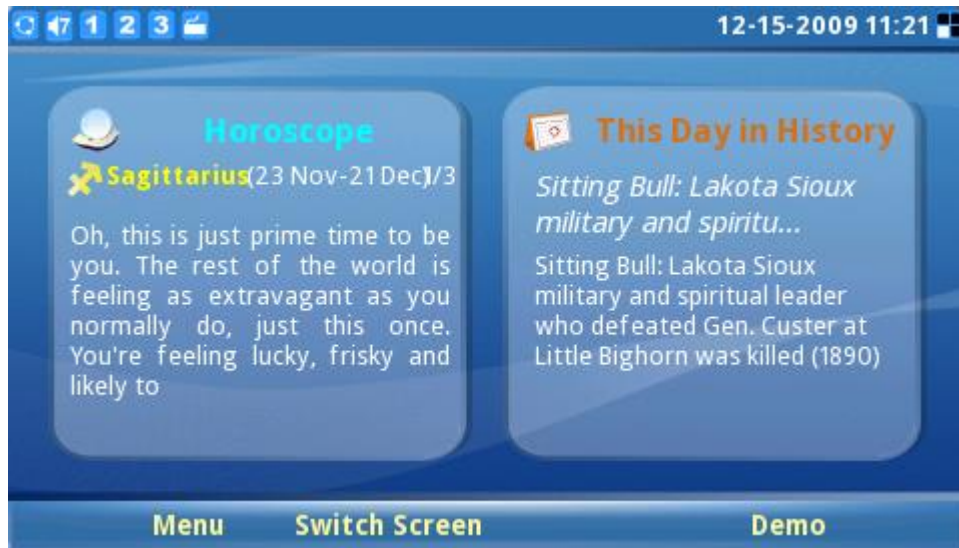 7 1 2 3
12-15-2009 11:21
Horoscope
Sagittarius(23 Nov-21Dec)1/3
Oh, this is just prime time to be
you. The rest of the world is
feeling as extravagant as you
normally do, just this once.
You're feeling lucky, frisky and
likely to
This Day in History
Sitting Bull: Lakota Sioux
military and spiritu...
Sitting Bull: Lakota Sioux
military and spiritual leader
who defeated Gen. Custer at
Little Bighorn was killed (1890)
Menu
Switch Screen
Demo